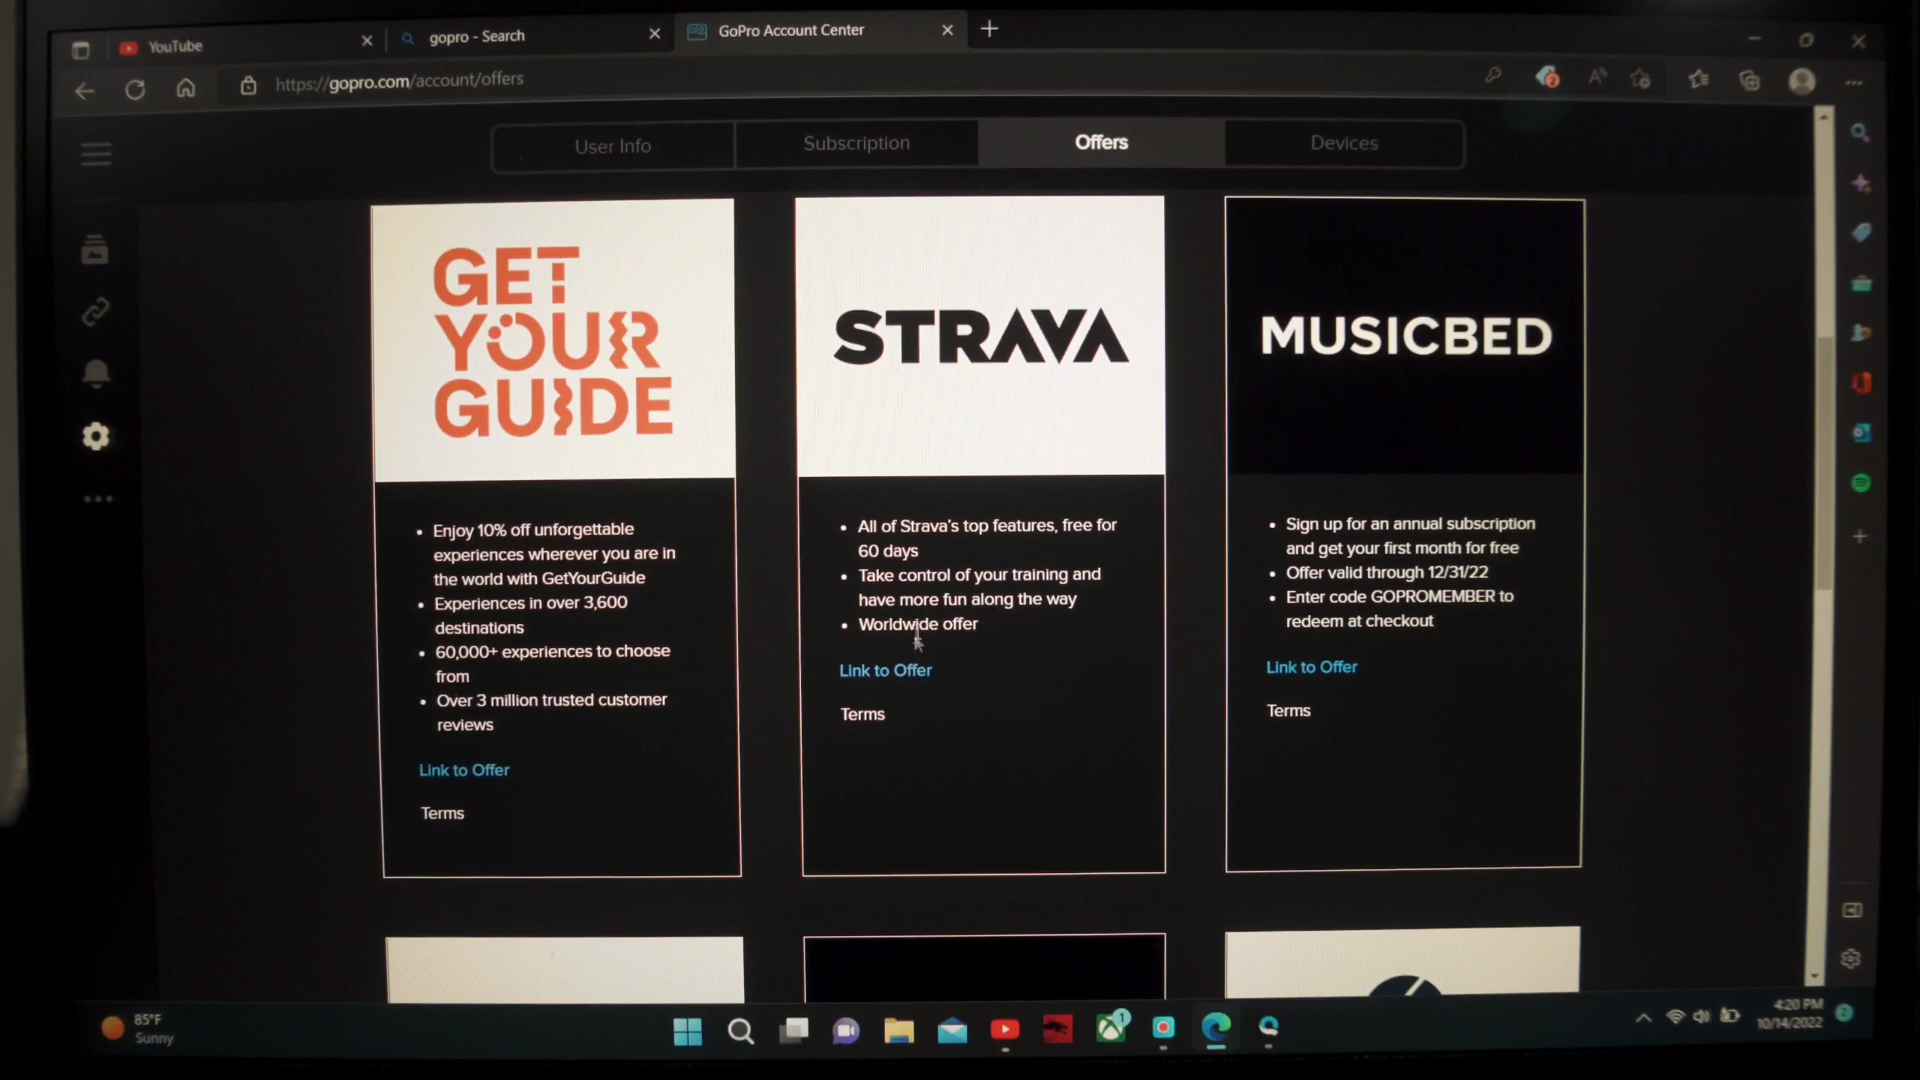 YouTube
gopro - Search
GoPro Account Center
https://gopro.com/account/offers
2
User Info
Subscription
Offers
Devices
GET
YOUR
GUIDE
Enjoy 10% off unforgettable
experiences wherever you are in
the world with GetYourGuide
Experiences in over 3,600
destinations
60,000+ experiences to choose
from
Over 3 million trusted customer
reviews
Link to Offer
Terms
STRAVA
All of Strava's top features, free for
60 days
Take control of your training and
have more fun along the way
Worldwide offer
Link to Offer
Terms
MUSICBED
Sign up for an annual subscription
and get your first month for free
Offer valid through 12/31/22
Enter code GOPROMEMBER to
redeem at checkout
Link to Offer
Terms
85°F
Sunny
1
4:20 PM
10/14/2022
2